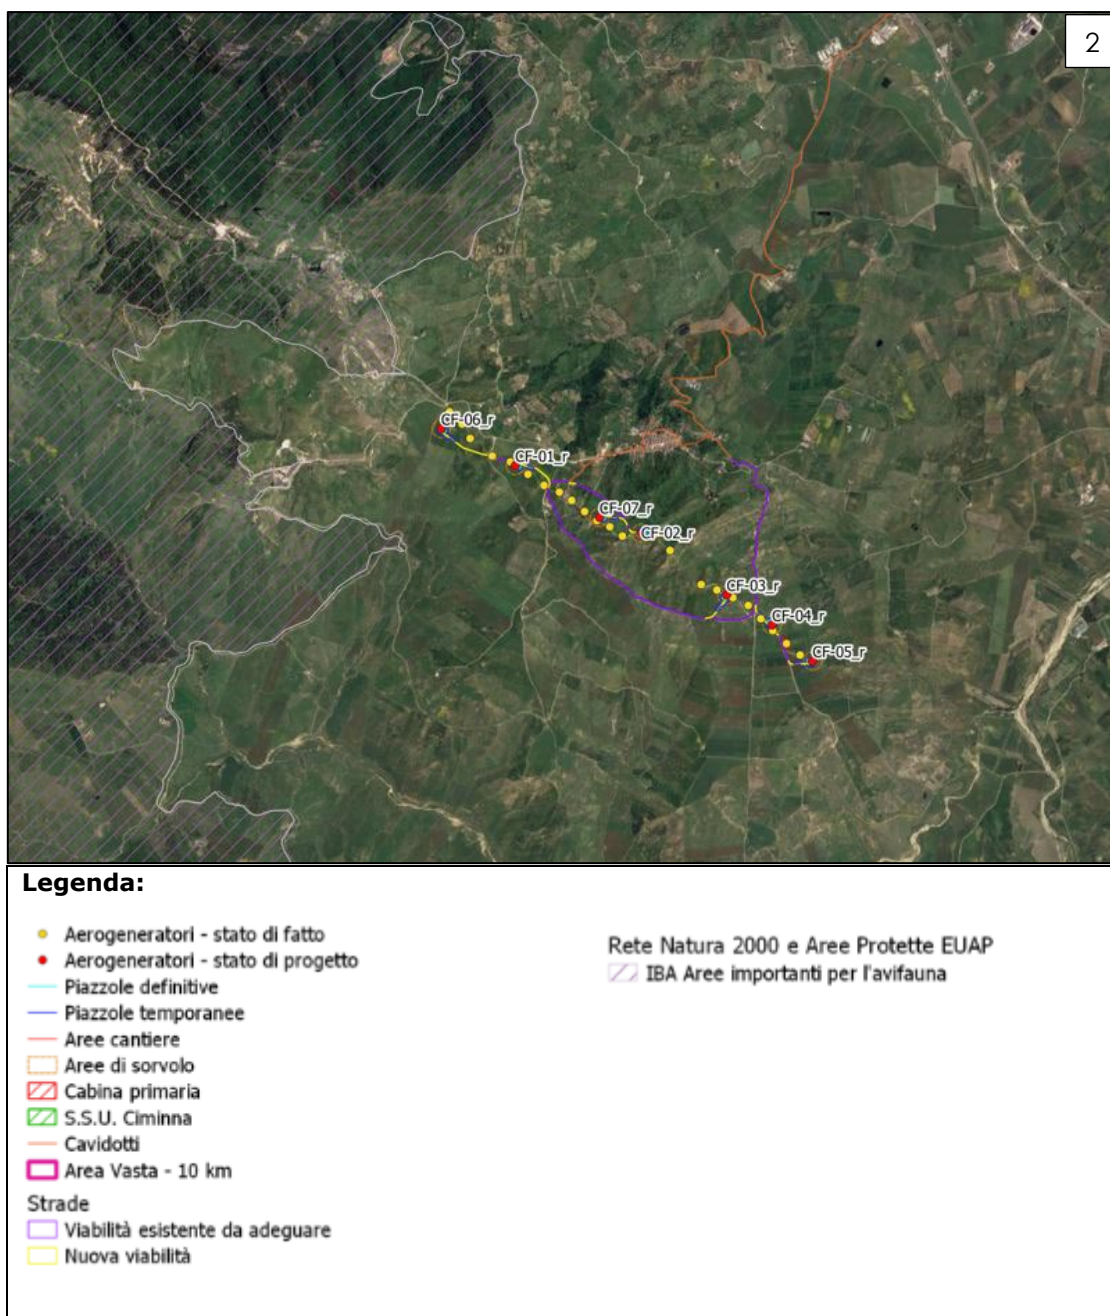 2
CF-06_r
CF-01_r
CF-07_r
CF-02_r
CF-03_r
CF-04_r
CF-05_r
Legenda:
Aerogeneratori - stato di fatto
Aerogeneratori - stato di progetto
Piazzole definitive
Piazzole temporanee
Aree cantiere
Aree di sorvolo
Cabina primaria
S.S.U. Ciminna
Cavidotti
Area Vasta - 10 km
Strade
Viabilità esistente da adeguare
Nuova viabilità
Rete Natura 2000 e Aree Protette EUAP
IBA Aree importanti per l'avifauna